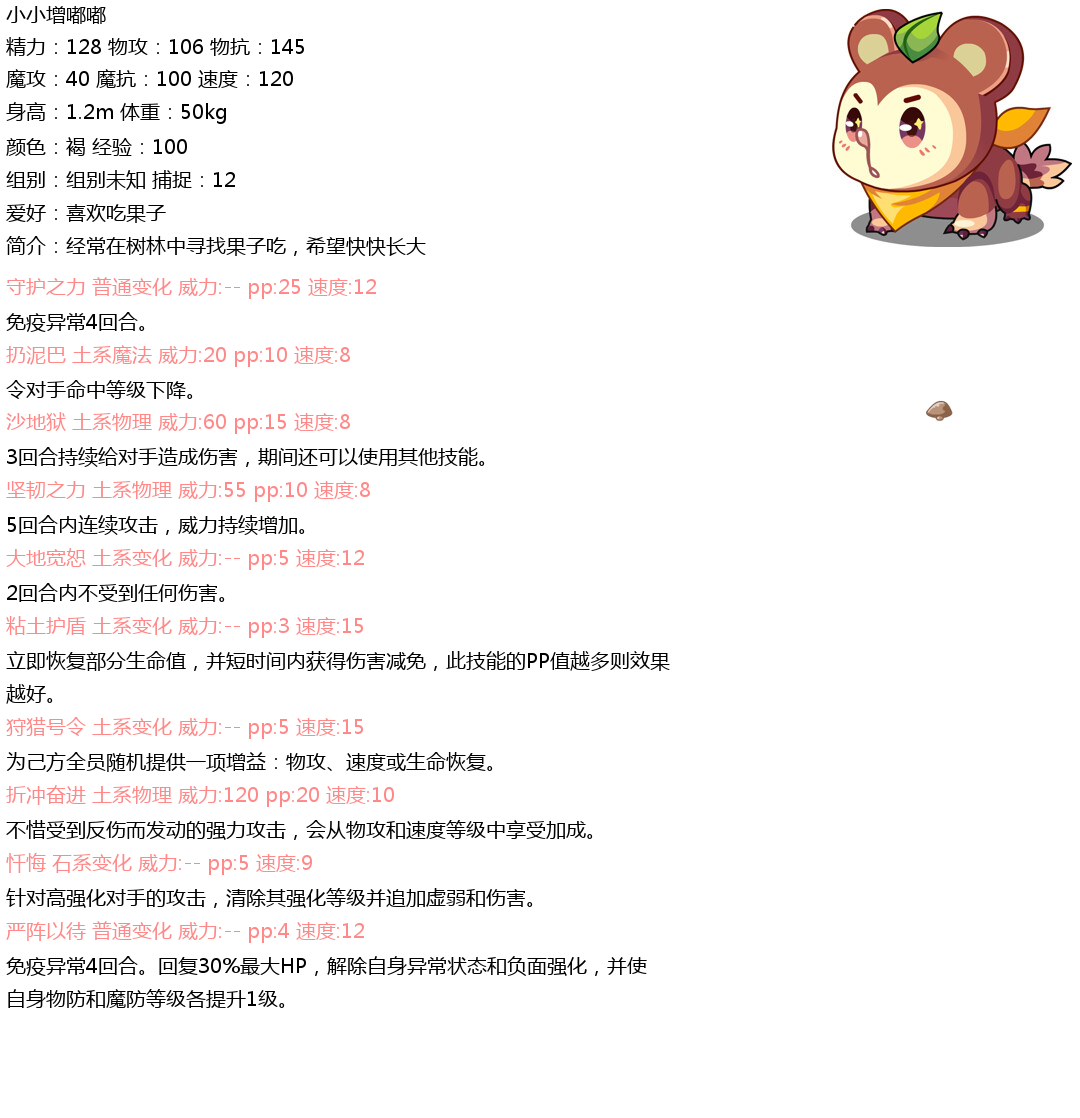 小小增嘟嘟
精力：128 物攻：106 物抗：145
魔攻：40 魔抗：100 速度：120
身高：1.2m 体重：50kg
颜色：褐 经验：100
组别：组别未知 捕捉：12
爱好：喜欢吃果子
简介：经常在树林中寻找果子吃，希望快快长大
守护之力 普通变化 威力:-- pp:25 速度:12
免疫异常4回合。
扔泥巴 土系魔法 威力:20 pp:10 速度:8
令对手命中等级下降。
沙地狱 土系物理 威力:60 pp:15 速度:8
3回合持续给对手造成伤害，期间还可以使用其他技能。
坚韧之力 土系物理 威力:55 pp:10 速度:8
5回合内连续攻击，威力持续增加。
大地宽恕 土系变化 威力:-- pp:5 速度:12
2回合内不受到任何伤害。
粘土护盾 土系变化 威力:-- pp:3 速度:15
立即恢复部分生命值，并短时间内获得伤害减免，此技能的PP值越多则效果
越好。
狩猎号令 土系变化 威力:-- pp:5 速度:15
为己方全员随机提供一项增益：物攻、速度或生命恢复。
折冲奋进 土系物理 威力:120 pp:20 速度:10
不惜受到反伤而发动的强力攻击，会从物攻和速度等级中享受加成。
忏悔 石系变化 威力:-- pp:5 速度:9
针对高强化对手的攻击，清除其强化等级并追加虚弱和伤害。
严阵以待 普通变化 威力:-- pp:4 速度:12
免疫异常4回合。回复30%最大HP，解除自身异常状态和负面强化，并使
自身物防和魔防等级各提升1级。